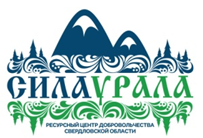 СИЛАУРАЛА
РЕСУРСНЫЙ ЦЕНТР ДОБРОВОЛЬЧЕСТВА
СВЕРДЛОВСКОЙ ОБЛАСТИ